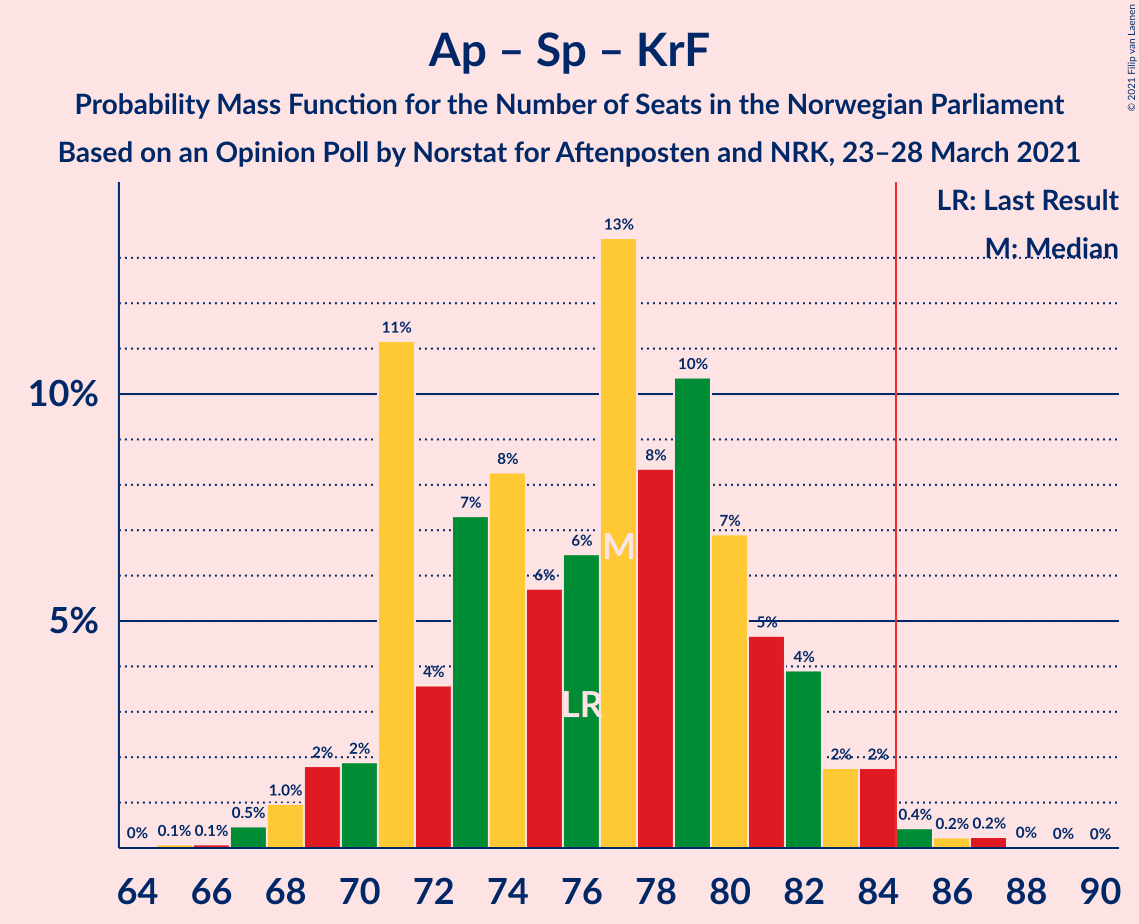 Ap – Sp – KrF
Probability Mass Function for the Number of Seats in the Norwegian Parliament
Based on an Opinion Poll by Norstat for Aftenposten and NRK, 23–28 March 2021
© 2021 Filip van Laenen
LR: Last Result
M: Median
10%
5%
0% 0.1% 0.1% 0.5% 1.0% 2% 2% 11% 4% 7% 8% 6% 6% 13% 8% 10% 7% 5% 4% 2% 2% 0.4% 0.2% 0.2% 0% 0% 0%
M
LR
64 66 68 70 72 74 76 78 80 82 84 86 88 90